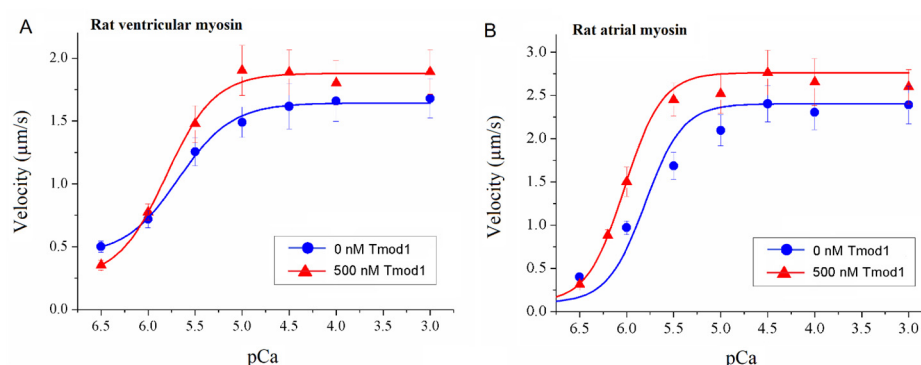 A
Rat ventricular myosin
2.0
1.5
1.0
0.5
0.0
Velocity (µm/s)
0 nM Tmod1
500 nM Tmod1
6.5 6.0 5.5 5.0 4.5 4.0 3.0
pCa
B
Rat atrial myosin
3.0
2.5
2.0
1.5
1.0
0.5
0.0
Velocity (µm/s)
0 nM Tmod1
500 nM Tmod1
6.5 6.0 5.5 5.0 4.5 4.0 3.0
pCa